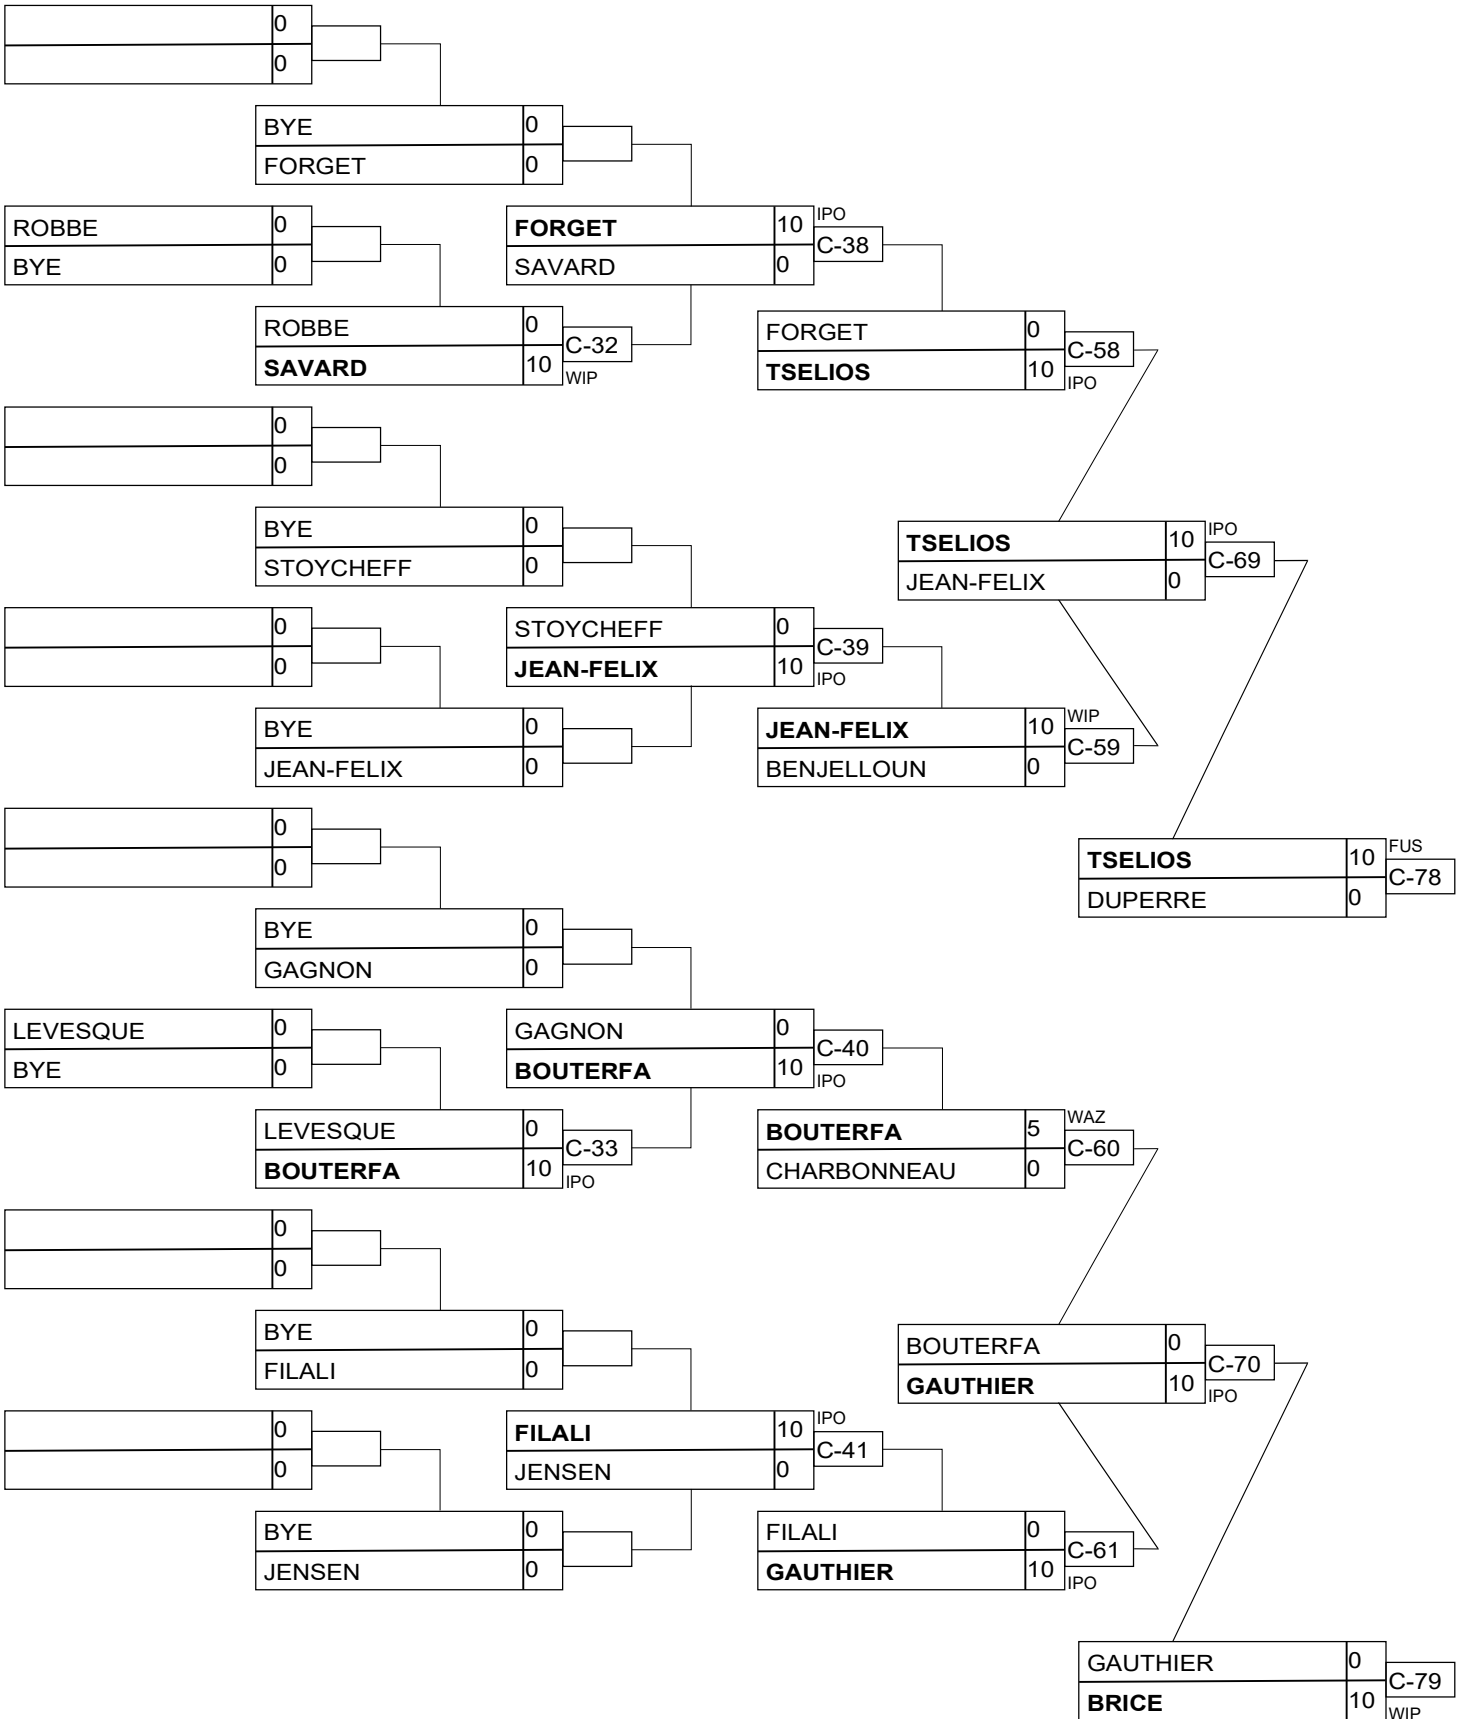 0
0
BYE 0
FORGET 0
ROBBE 0
BYE 0
FORGET 10 IPO
C-38
SAVARD 0
ROBBE 0
C-32
SAVARD 10 WIP
FORGET 0
C-58
TSELIOS 10 IPO
0
0
BYE 0
STOYCHEFF 0
TSELIOS 10 IPO
C-69
JEAN-FELIX 0
0
0
STOYCHEFF 0
C-39
JEAN-FELIX 10 IPO
BYE 0
JEAN-FELIX 0
JEAN-FELIX 10 WIP
C-59
BENJELLOUN 0
0
0
TSELIOS 10 FUS
C-78
DUPERRE 0
BYE 0
GAGNON 0
LEVESQUE 0
BYE 0
GAGNON 0
C-40
BOUTERFA 10 IPO
LEVESQUE 0
C-33
BOUTERFA 10 IPO
BOUTERFA 5 WAZ
C-60
CHARBONNEAU 0
0
0
BYE 0
FILALI 0
BOUTERFA 0
C-70
GAUTHIER 10 IPO
0
0
FILALI 10 IPO
C-41
JENSEN 0
BYE 0
JENSEN 0
FILALI 0
C-61
GAUTHIER 10 IPO
GAUTHIER 0
C-79
BRICE 10 WIP